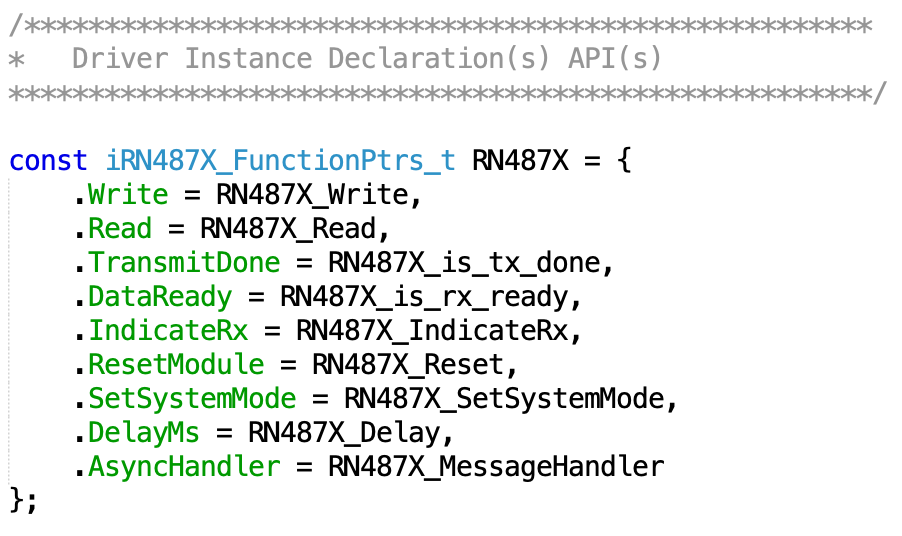 /*****************************************************
*   Driver Instance Declaration(s) API(s)
******************************************************/
const iRN487X_FunctionPtrs_t RN487X = {
    .Write = RN487X_Write,
    .Read = RN487X_Read,
    .TransmitDone = RN487X_is_tx_done,
    .DataReady = RN487X_is_rx_ready,
    .IndicateRx = RN487X_IndicateRx,
    .ResetModule = RN487X_Reset,
    .SetSystemMode = RN487X_SetSystemMode,
    .DelayMs = RN487X_Delay,
    .AsyncHandler = RN487X_MessageHandler
};